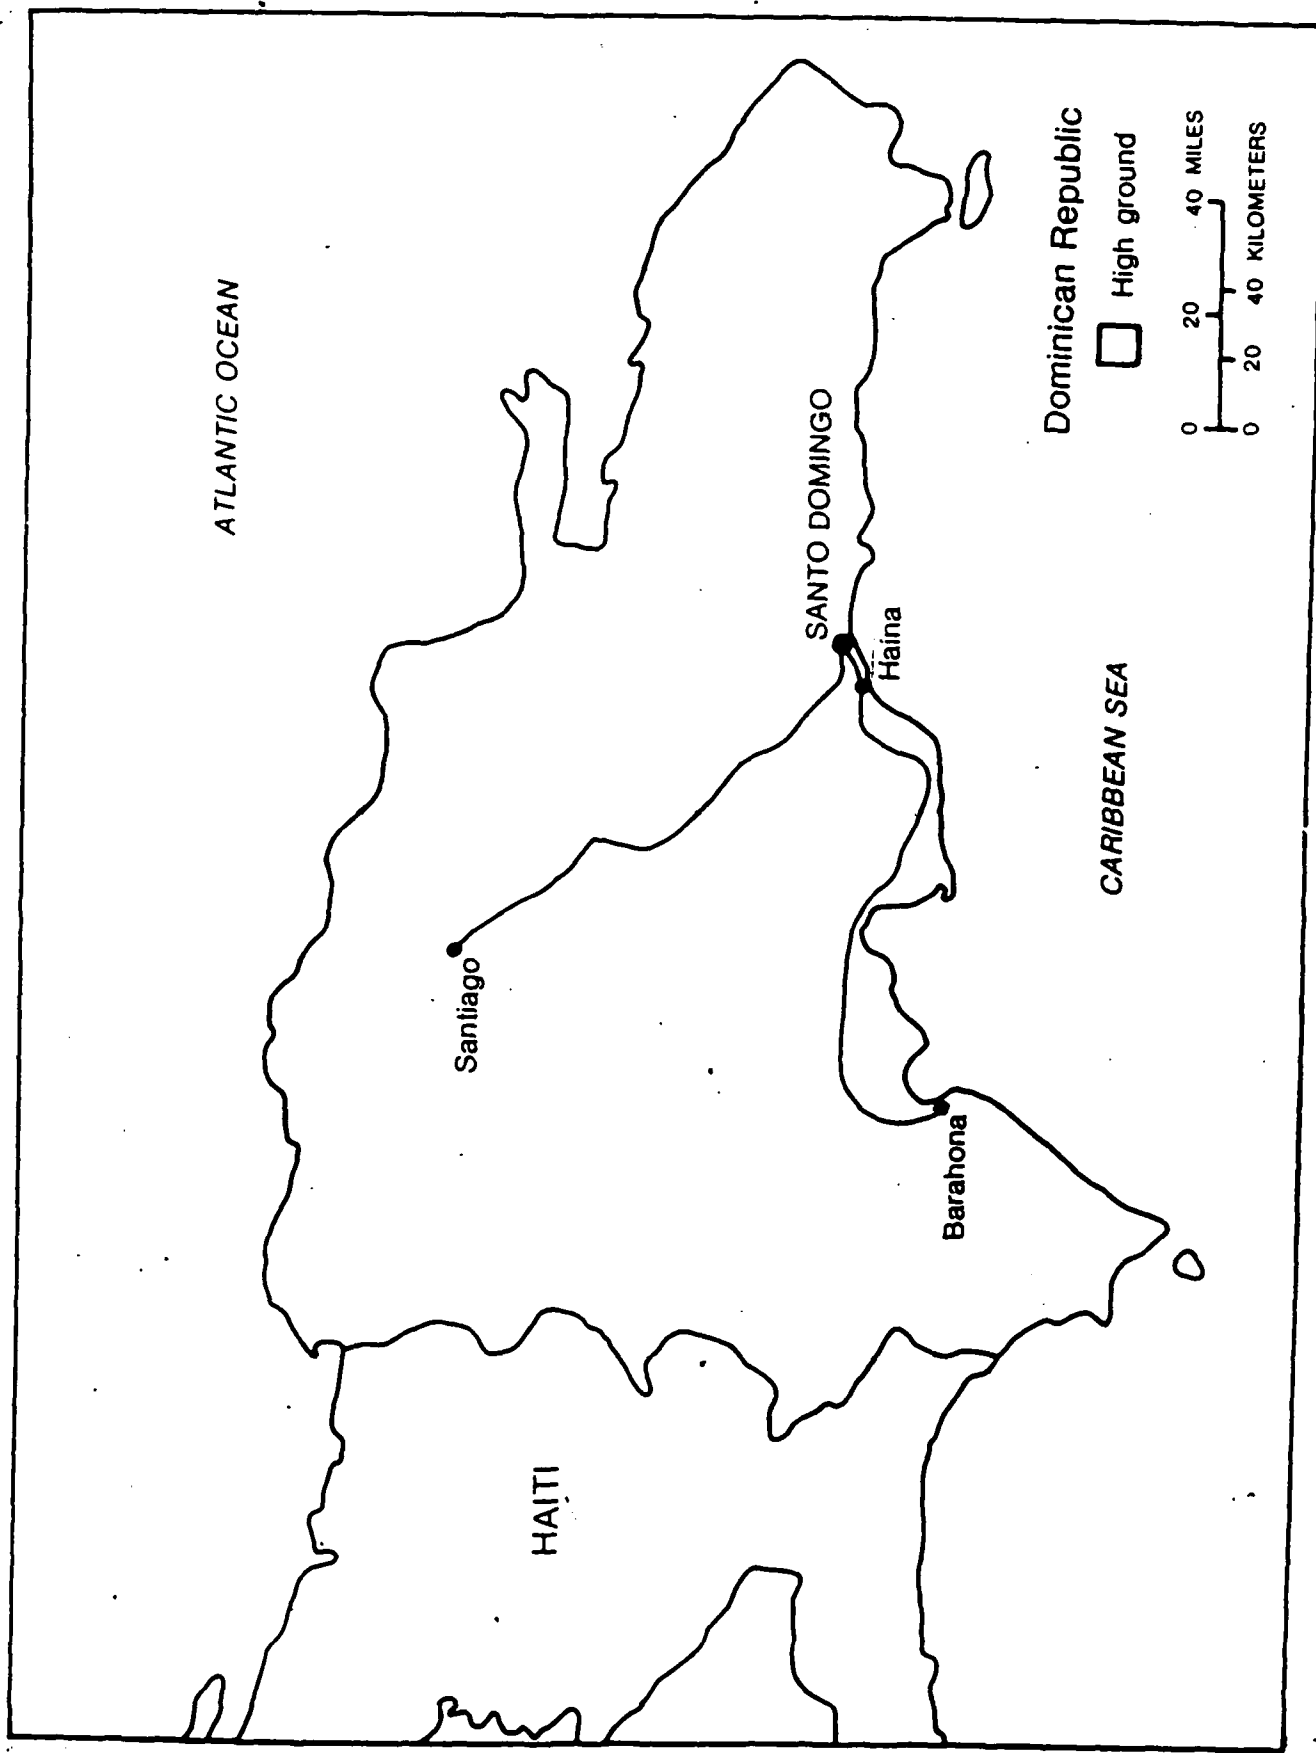 ATLANTIC OCEAN
Santiago
HAITI
SANTO DOMINGO
Haina
Barahona
CARIBBEAN SEA
Dominican Republic
High ground
0 20 40 MILES
0 20 40 KILOMETERS